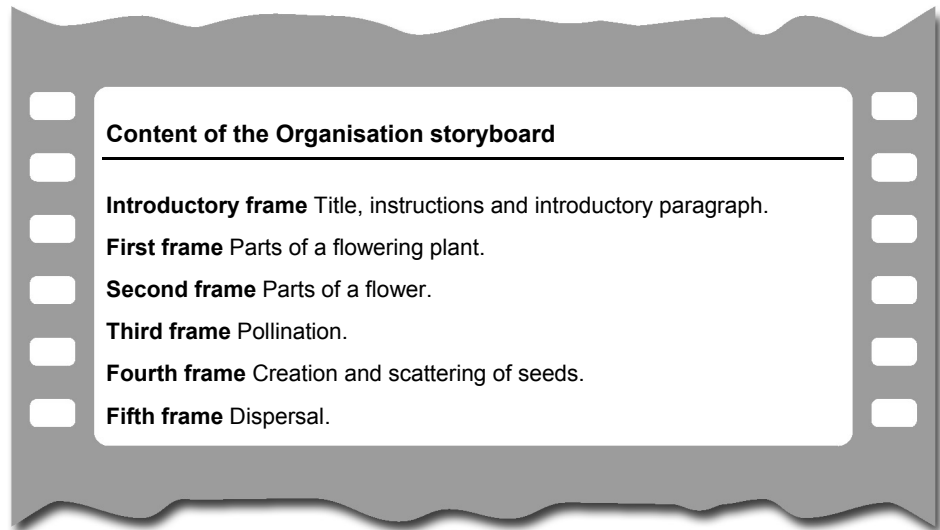 Content of the Organisation storyboard
Introductory frame Title, instructions and introductory paragraph.
First frame Parts of a flowering plant.
Second frame Parts of a flower.
Third frame Pollination.
Fourth frame Creation and scattering of seeds.
Fifth frame Dispersal.